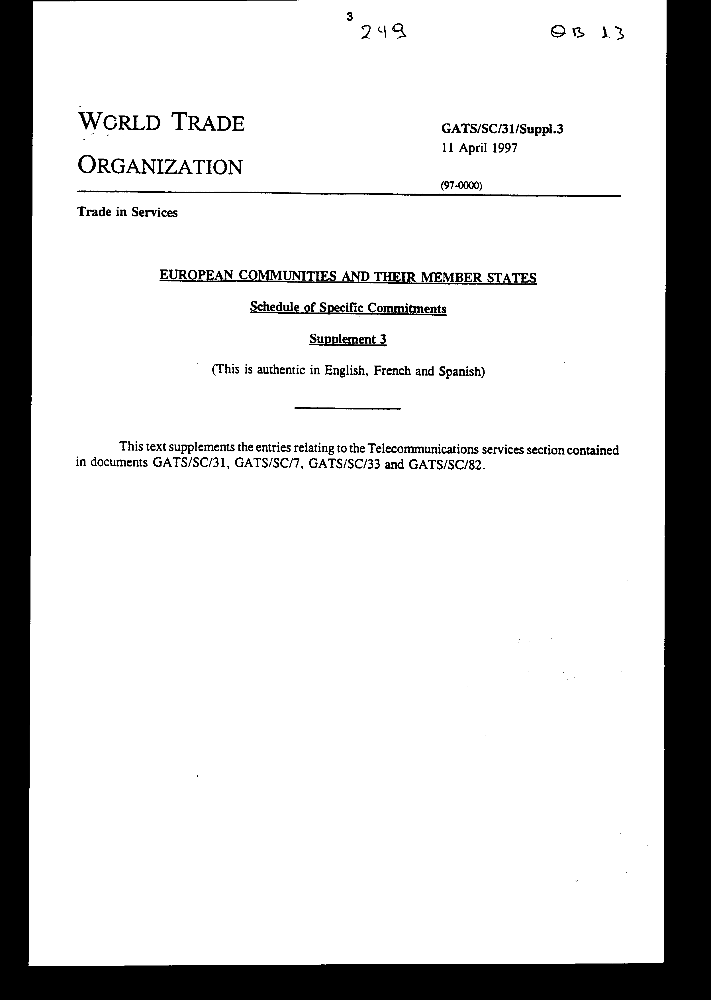 3
249
OB 13
WORLD TRADE
ORGANIZATION
GATS/SC/31/Suppl.3
11 April 1997
(97-0000)
Trade in Services
EUROPEAN COMMUNITIES AND THEIR MEMBER STATES
Schedule of Specific Commitments
Supplement 3
(This is authentic in English, French and Spanish)
This text supplements the entries relating to the Telecommunications services section contained
in documents GATS/SC/31, GATS/SC/7, GATS/SC/33 and GATS/SC/82.